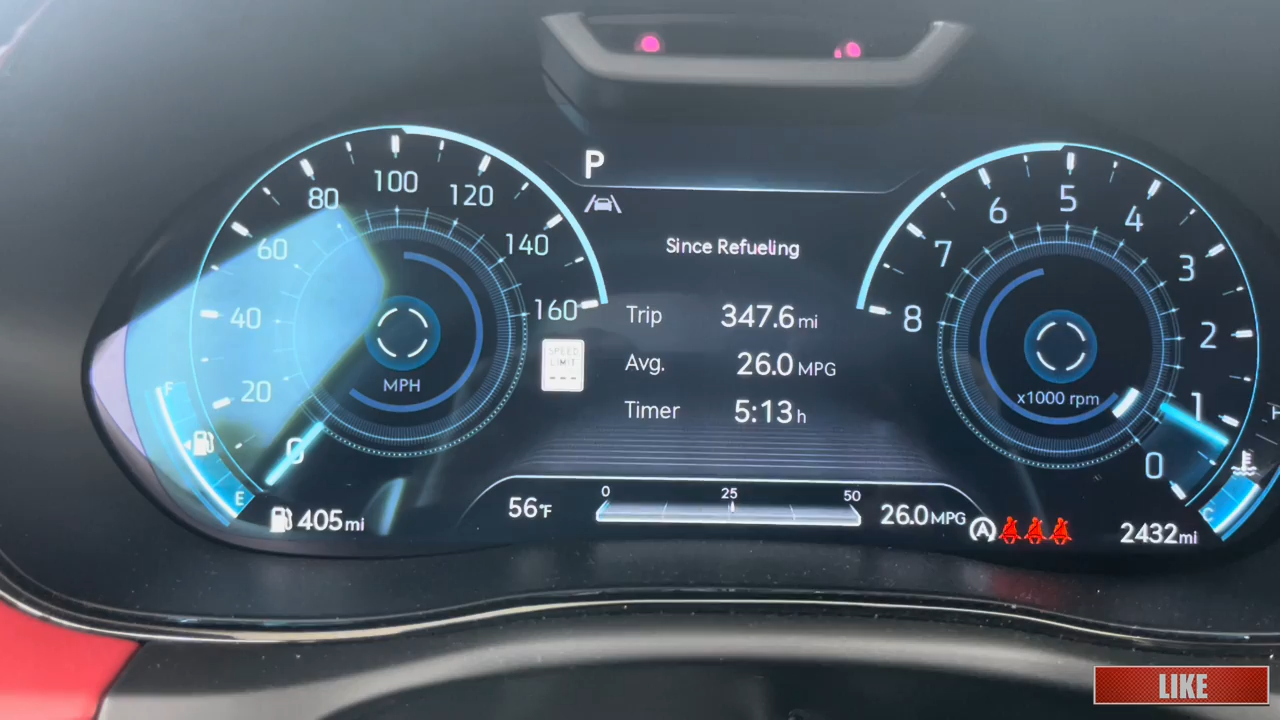 P
Since Refueling
Trip 347.6 mi
Avg. 26.0 MPG
Timer 5:13 h
SPEED
LIMIT
---
0 20 40 60 80 100 120 140 160
MPH
F
E
405 mi
56°F
0 25 50
26.0 MPG
A
8 7 6 5 4 3 2 1 0
x1000 rpm
H
C
2432 mi
LIKE